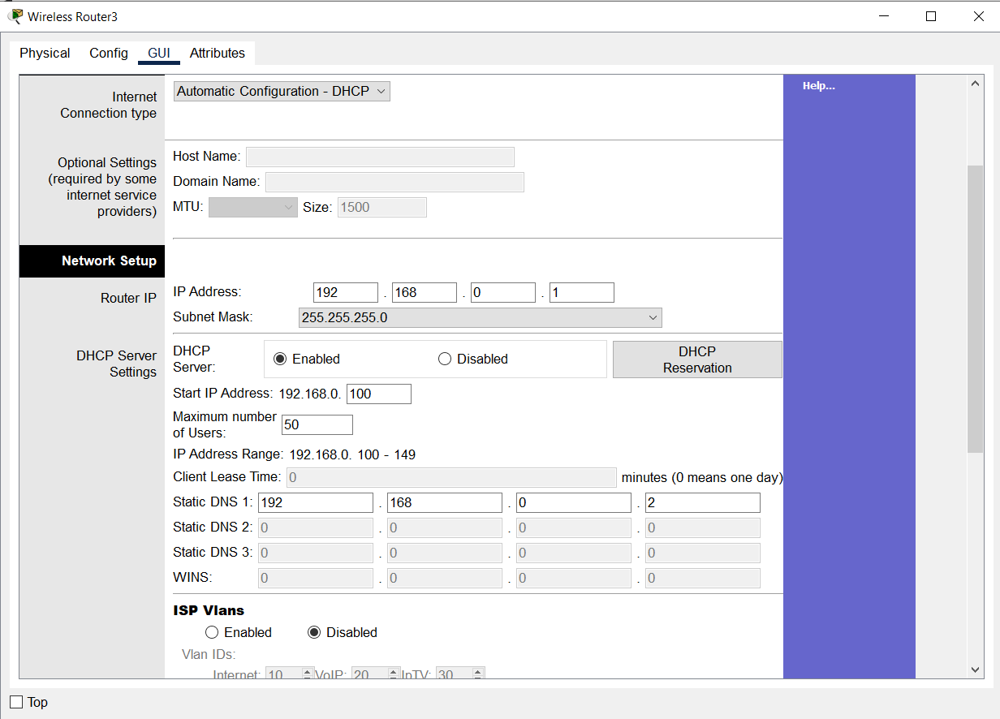 Wireless Router3
Physical Config GUI Attributes
Internet Connection type
Automatic Configuration - DHCP
Help...
Optional Settings (required by some internet service providers)
Host Name:
Domain Name:
MTU: Size: 1500
Network Setup
Router IP
IP Address: 192 . 168 . 0 . 1
Subnet Mask: 255.255.255.0
DHCP Server Settings
DHCP Server: Enabled Disabled DHCP Reservation
Start IP Address: 192.168.0. 100
Maximum number of Users: 50
IP Address Range: 192.168.0. 100 - 149
Client Lease Time: 0 minutes (0 means one day)
Static DNS 1: 192 . 168 . 0 . 2
Static DNS 2: 0 . 0 . 0 . 0
Static DNS 3: 0 . 0 . 0 . 0
WINS: 0 . 0 . 0 . 0
ISP Vlans
Enabled Disabled
Vlan IDs:
Internet: 10 VoIP: 20 IpTV: 30
Top